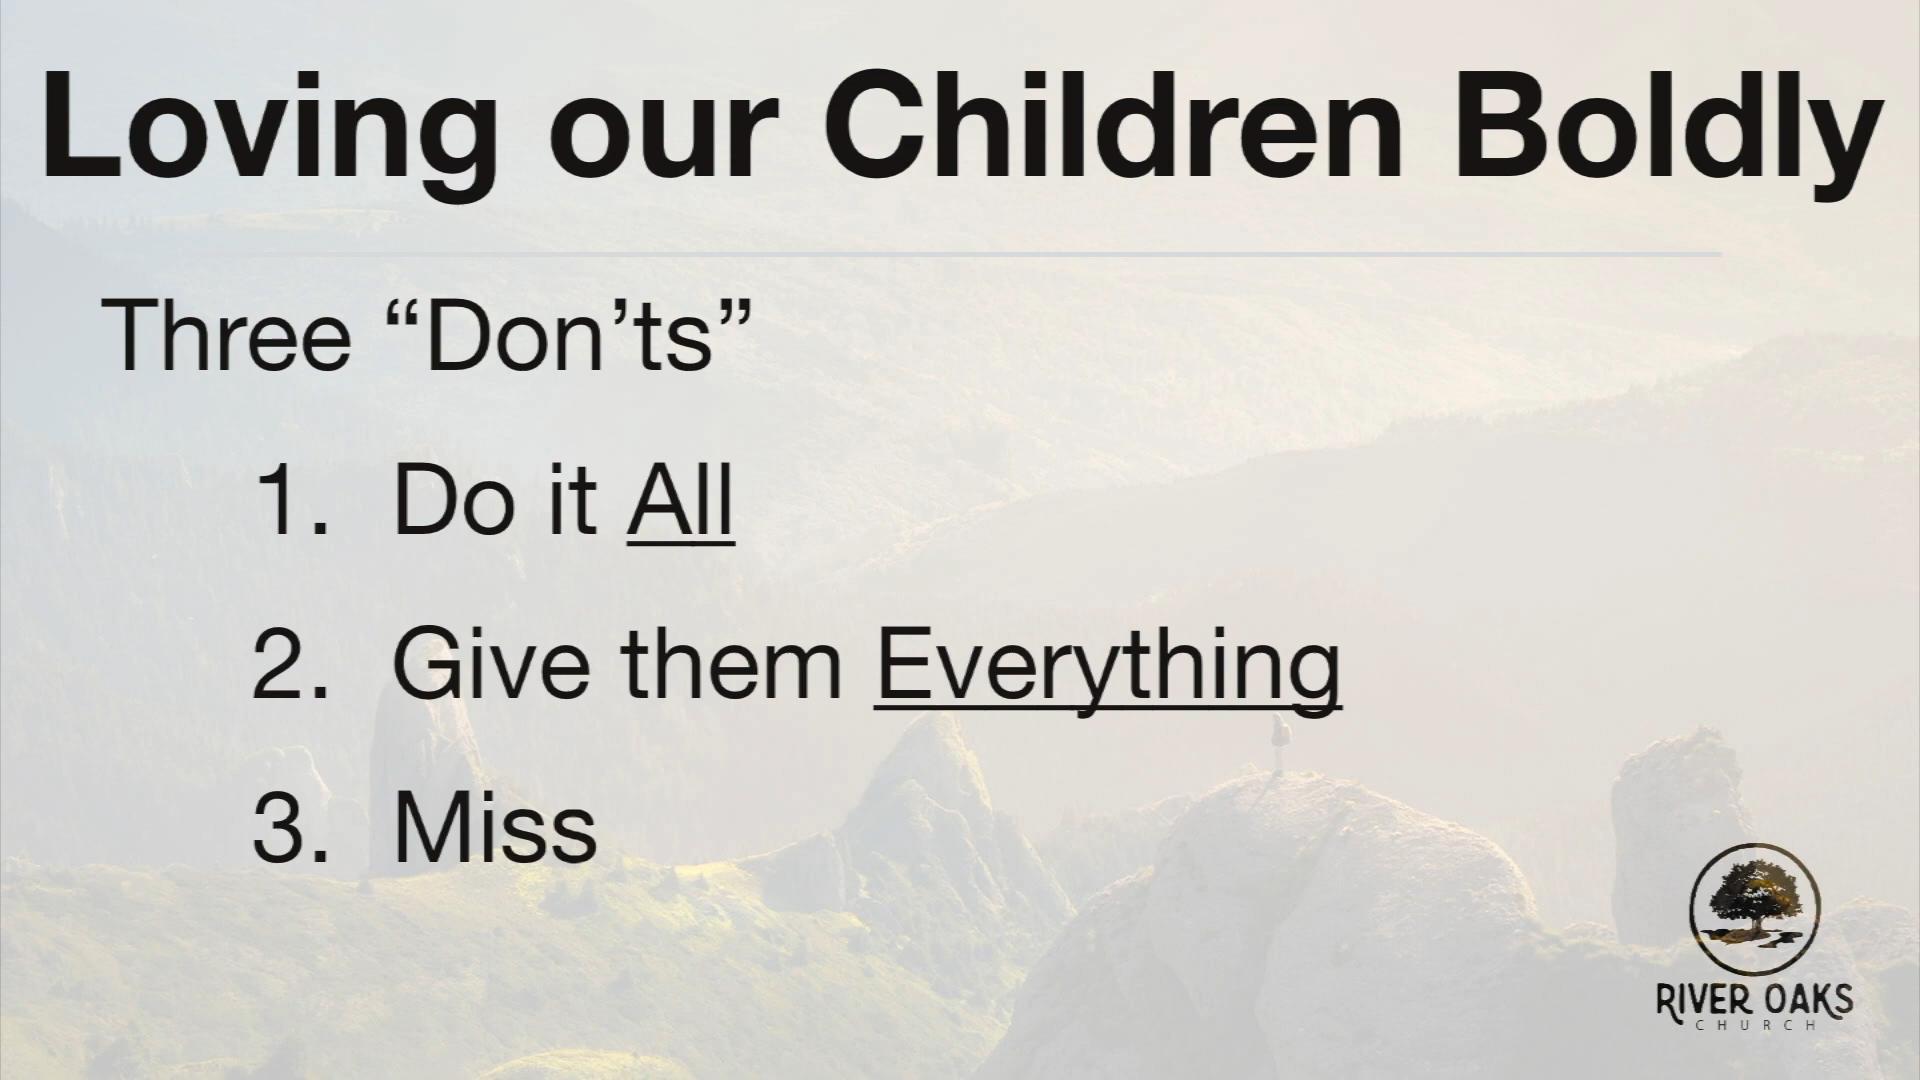 Loving our Children Boldly
Three “Don’ts”
1. Do it All
2. Give them Everything
3. Miss
RIVER OAKS
CHURCH